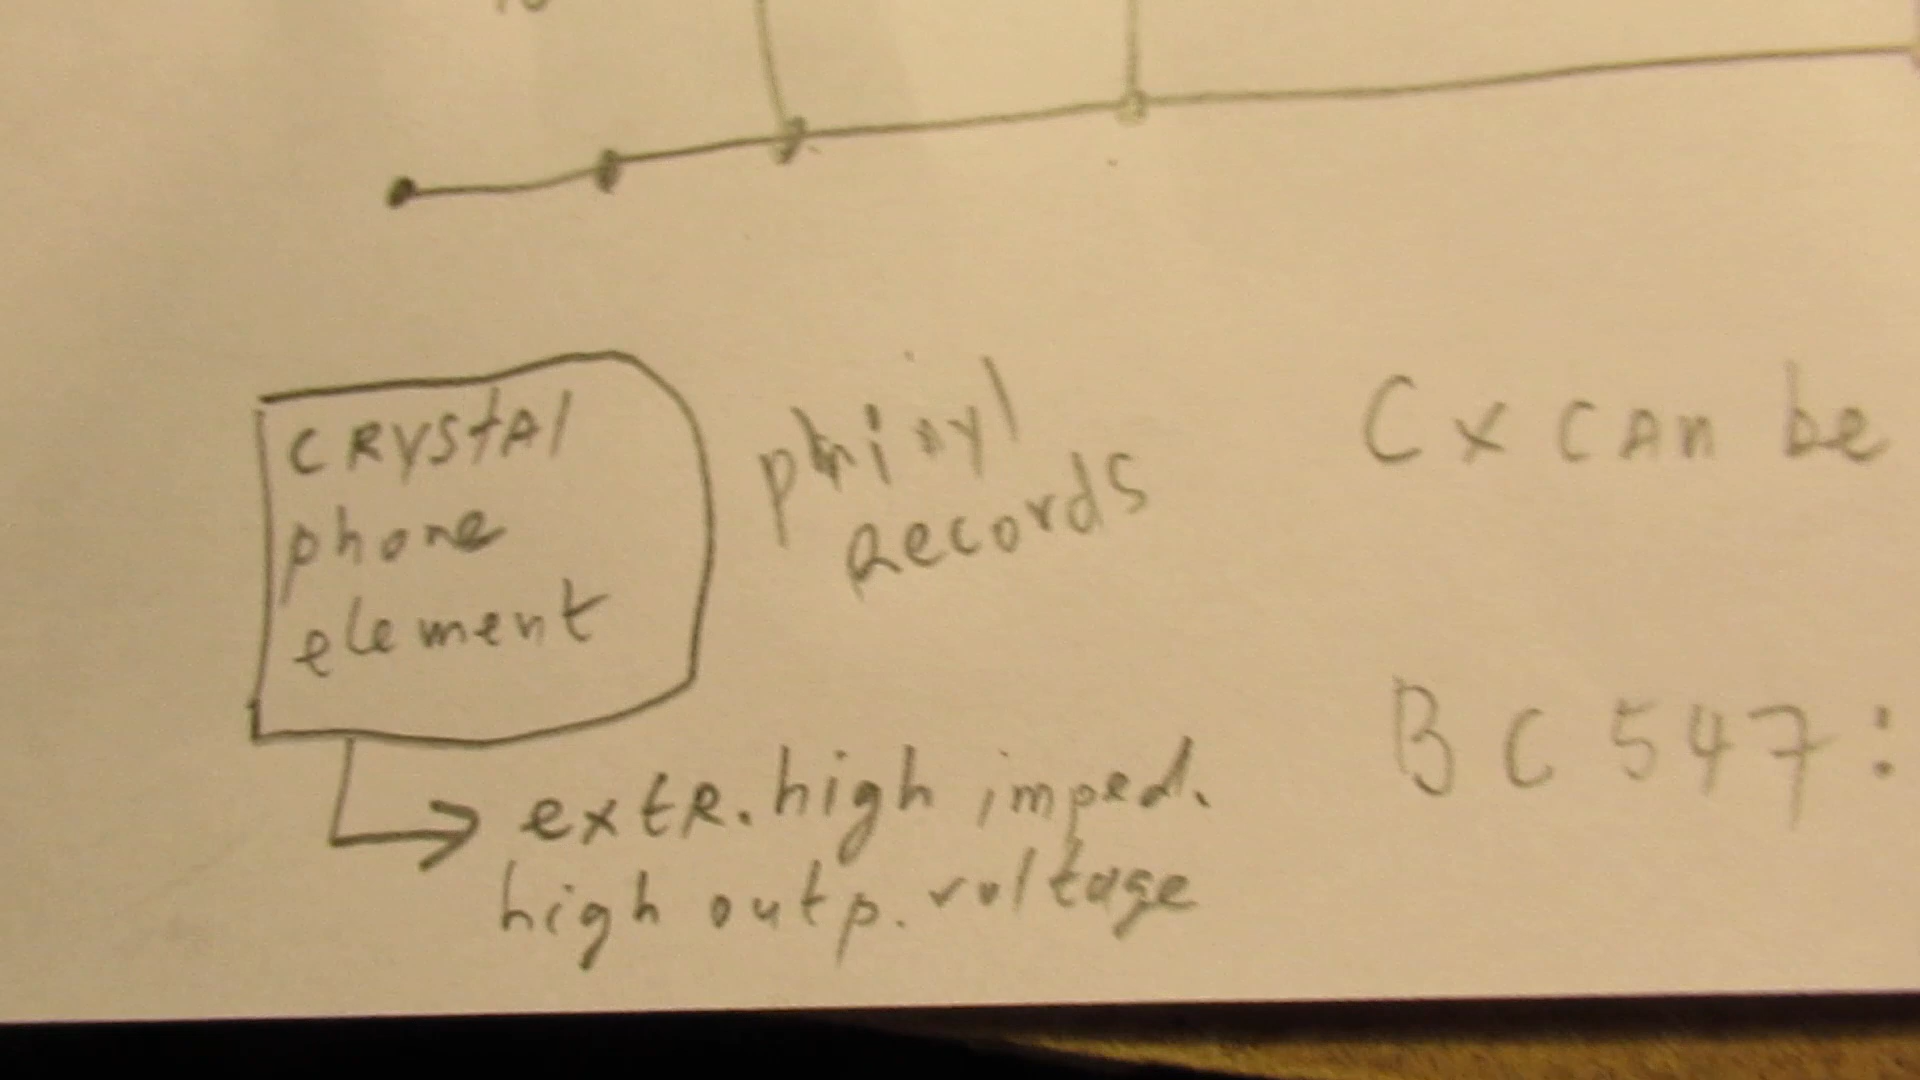 CRYStAl
phone
element
phinyl
Records
extR. high imped.
high outp. voltage
Cx CAn be
BC547: